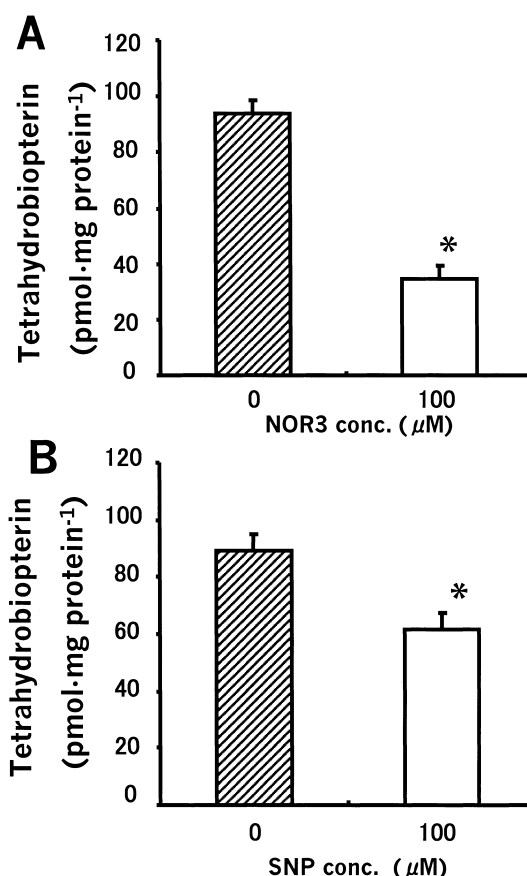 A
Tetrahydrobiopterin
(pmol·mg protein-1)
120
100
80
60
40
20
0
*
0
100
NOR3 conc. (μM)
B
Tetrahydrobiopterin
(pmol·mg protein-1)
120
100
80
60
40
20
0
*
0
100
SNP conc. (μM)